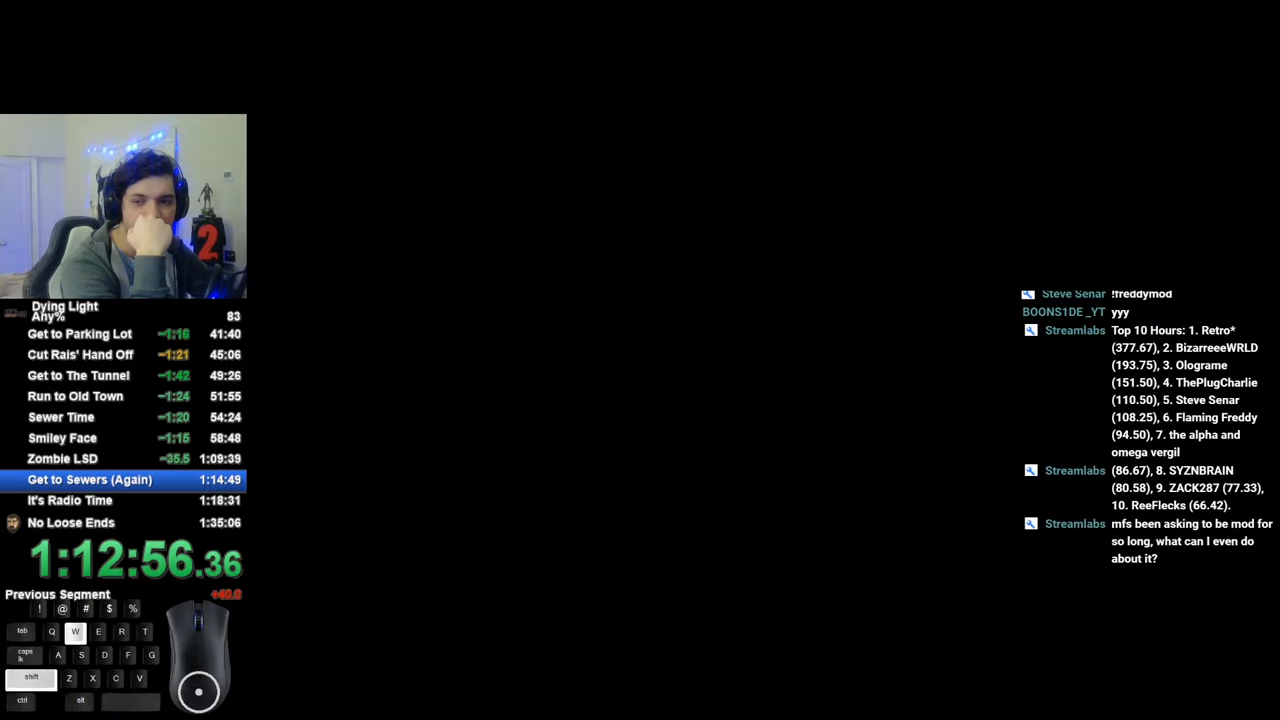 2
Dying Light
Any% 83
Get to Parking Lot -1:16 41:40
Cut Rais' Hand Off -1:21 45:06
Get to The Tunnel -1:42 49:26
Run to Old Town -1:24 51:55
Sewer Time -1:20 54:24
Smiley Face -1:15 58:48
Zombie LSD -35.5 1:09:39
Get to Sewers (Again) 1:14:49
It's Radio Time 1:18:31
No Loose Ends 1:35:06
1:12:56.36
Previous Segment +40.0
! @ # $ %
tab Q W E R T
caps
lk A S D F G
shift Z X C V
ctrl alt
Steve Senar !freddymod
BOONS1DE _YT yyy
Streamlabs Top 10 Hours: 1. Retro*
(377.67), 2. BizarreeeWRLD
(193.75), 3. Olograme
(151.50), 4. ThePlugCharlie
(110.50), 5. Steve Senar
(108.25), 6. Flaming Freddy
(94.50), 7. the alpha and
omega vergil
Streamlabs (86.67), 8. SYZNBRAIN
(80.58), 9. ZACK287 (77.33),
10. ReeFlecks (66.42).
Streamlabs mfs been asking to be mod for
so long, what can I even do
about it?